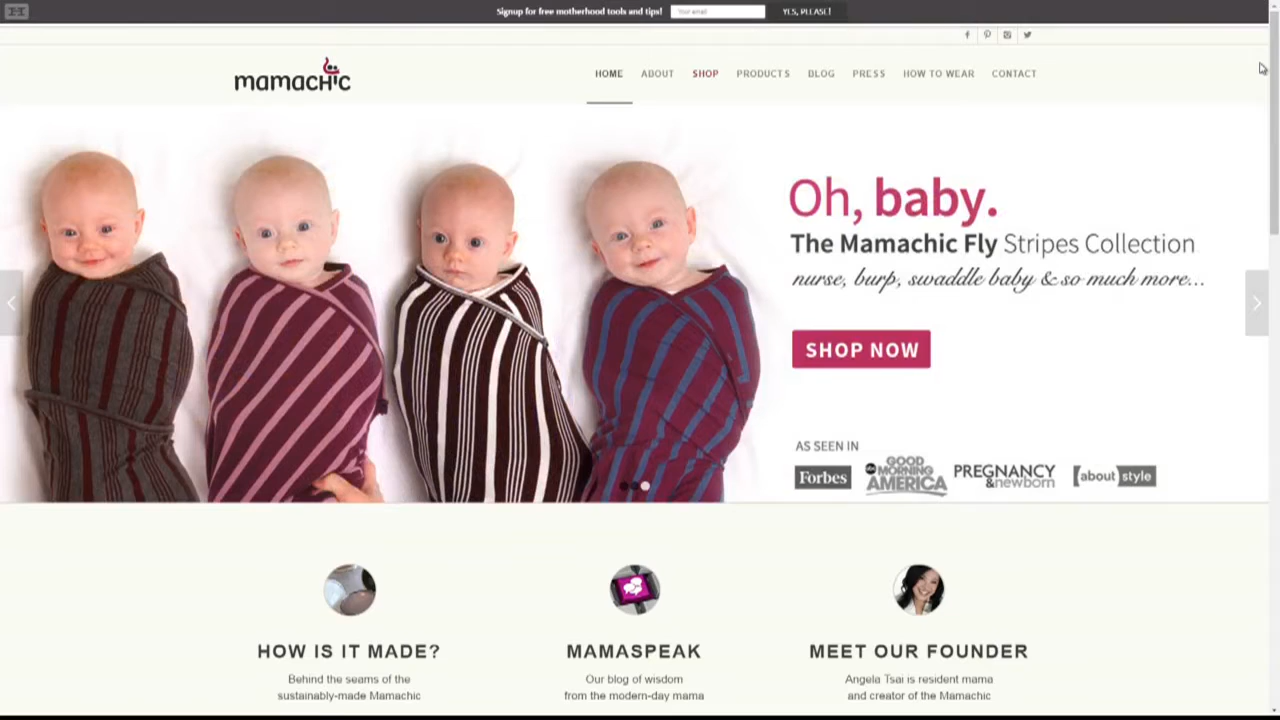 Signup for free motherhood tools and tips! Your email YES, PLEASE!
mamacHic
HOME ABOUT SHOP PRODUCTS BLOG PRESS HOW TO WEAR CONTACT
Oh, baby.
The Mamachic Fly Stripes Collection
nurse, burp, swaddle baby & so much more...
SHOP NOW
AS SEEN IN
Forbes abc GOOD MORNING AMERICA PREGNANCY &newborn about style
HOW IS IT MADE? MAMASPEAK MEET OUR FOUNDER
Behind the seams of the Our blog of wisdom Angela Tsai is resident mama
sustainably-made Mamachic from the modern-day mama and creator of the Mamachic